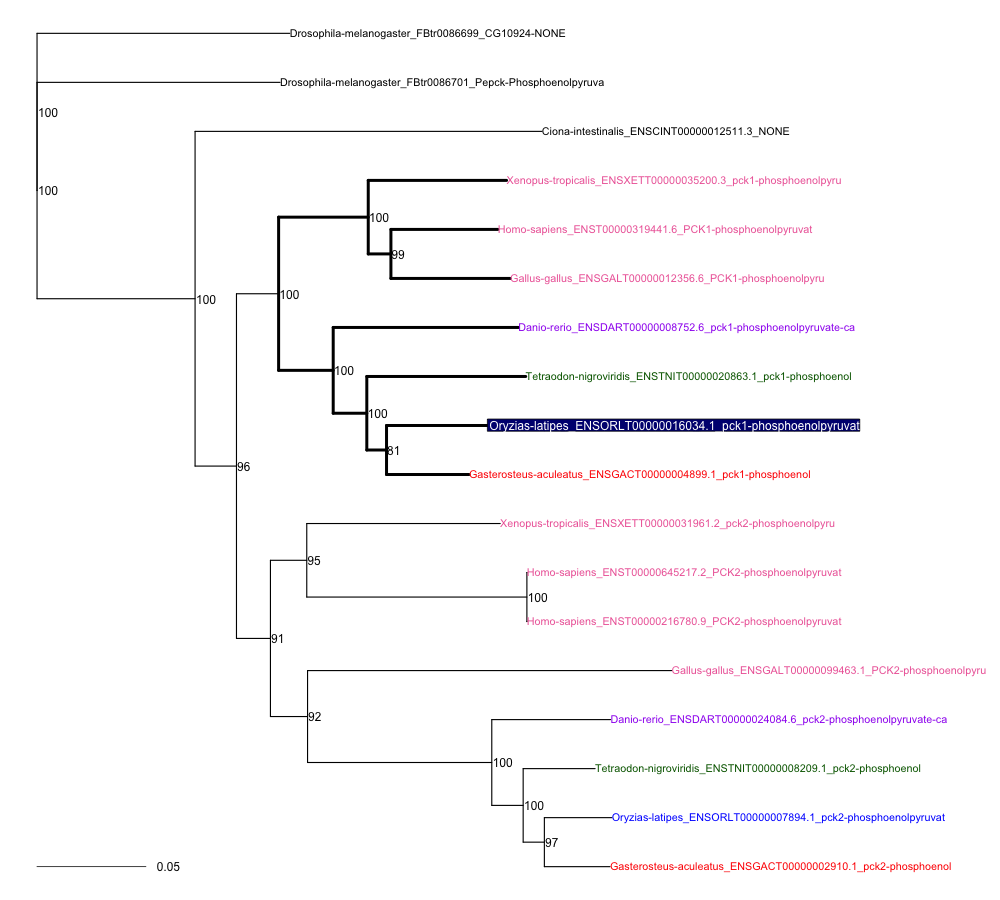 Drosophila-melanogaster_FBtr0086699_CG10924-NONE
Drosophila-melanogaster_FBtr0086701_Pepck-Phosphoenolpyruva
100
Ciona-intestinalis_ENSCINT00000012511.3_NONE
Xenopus-tropicalis_ENSXETT00000035200.3_pck1-phosphoenolpyru
100
100
Homo-sapiens_ENST00000319441.6_PCK1-phosphoenolpyruvat
99
Gallus-gallus_ENSGALT00000012356.6_PCK1-phosphoenolpyru
100
100
Danio-rerio_ENSDART00000008752.6_pck1-phosphoenolpyruvate-ca
100
Tetraodon-nigroviridis_ENSTNIT00000020863.1_pck1-phosphoenol
100
Oryzias-latipes_ENSORLT00000016034.1_pck1-phosphoenolpyruvat
81
96
Gasterosteus-aculeatus_ENSGACT00000004899.1_pck1-phosphoenol
Xenopus-tropicalis_ENSXETT00000031961.2_pck2-phosphoenolpyru
95
Homo-sapiens_ENST00000645217.2_PCK2-phosphoenolpyruvat
100
Homo-sapiens_ENST00000216780.9_PCK2-phosphoenolpyruvat
91
Gallus-gallus_ENSGALT00000099463.1_PCK2-phosphoenolpyru
92
Danio-rerio_ENSDART00000024084.6_pck2-phosphoenolpyruvate-ca
100
Tetraodon-nigroviridis_ENSTNIT00000008209.1_pck2-phosphoenol
100
Oryzias-latipes_ENSORLT00000007894.1_pck2-phosphoenolpyruvat
97
Gasterosteus-aculeatus_ENSGACT00000002910.1_pck2-phosphoenol
0.05